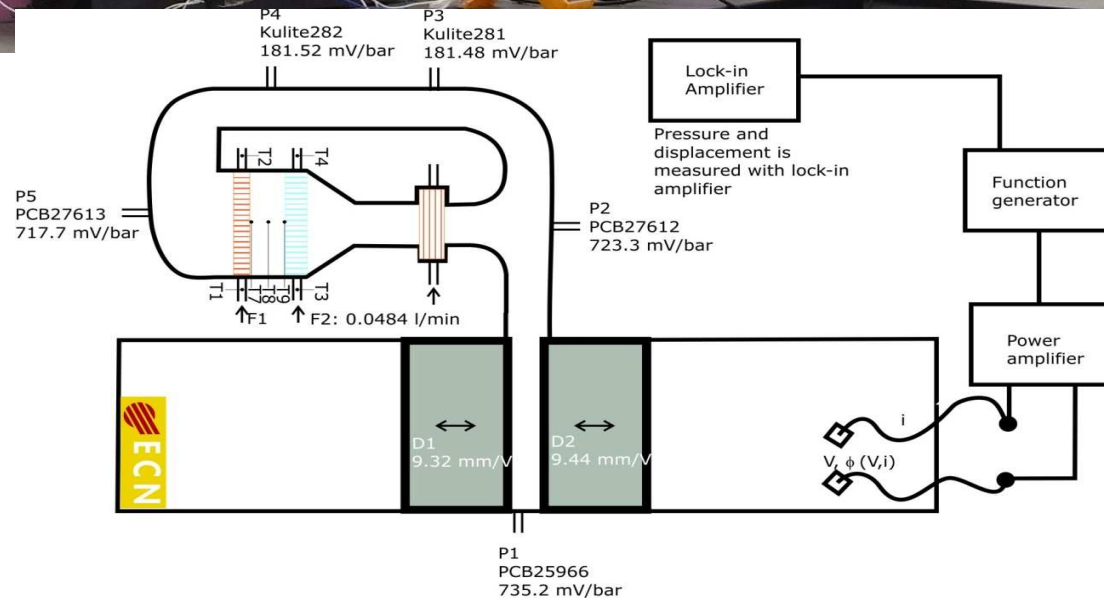 P4
Kulite282
181.52 mV/bar
P3
Kulite281
181.48 mV/bar
Lock-in
Amplifier
Pressure and
displacement is
measured with lock-in
amplifier
Function
generator
Power
amplifier
P5
PCB27613
717.7 mV/bar
P2
PCB27612
723.3 mV/bar
T2
T4
T1
T7
T8
T9
T3
F1
F2: 0.0484 l/min
ECN
D1
9.32 mm/V
D2
9.44 mm/V
i
V, ϕ (V,i)
P1
PCB25966
735.2 mV/bar